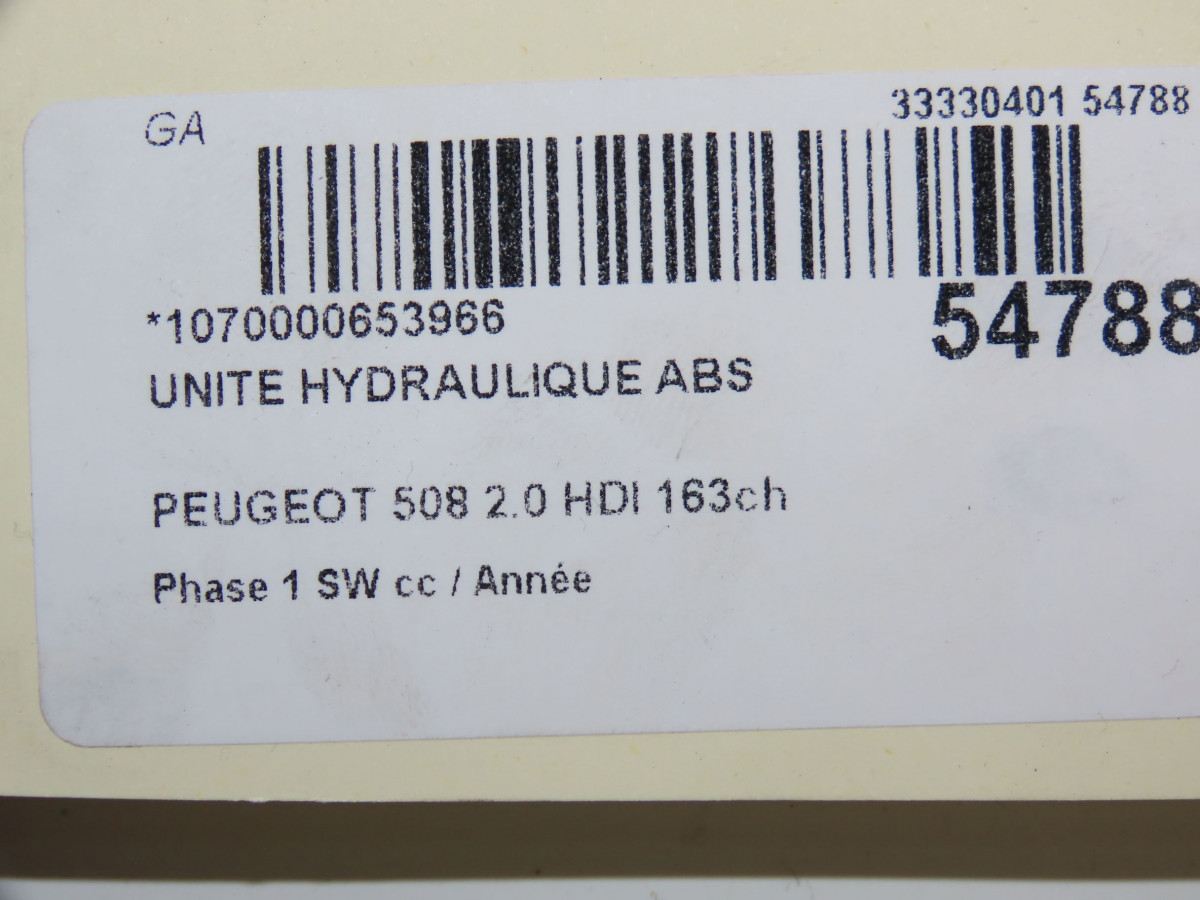 33330401 54788
GA
*1070000653966
54788
UNITE HYDRAULIQUE ABS
PEUGEOT 508 2.0 HDI 163ch
Phase 1 SW cc / Année